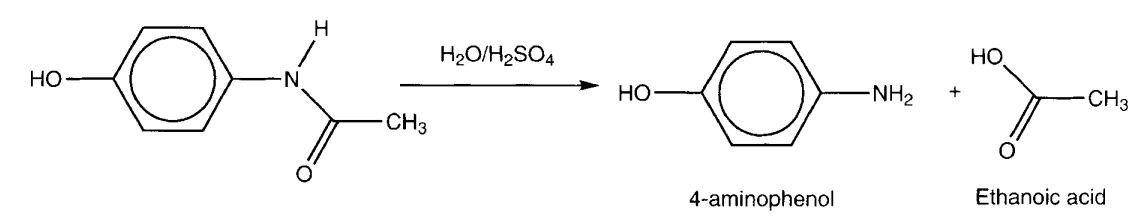 H
HO
N
CH₃
O
H₂O/H₂SO₄
HO
NH₂
+
HO
CH₃
O
4-aminophenol
Ethanoic acid